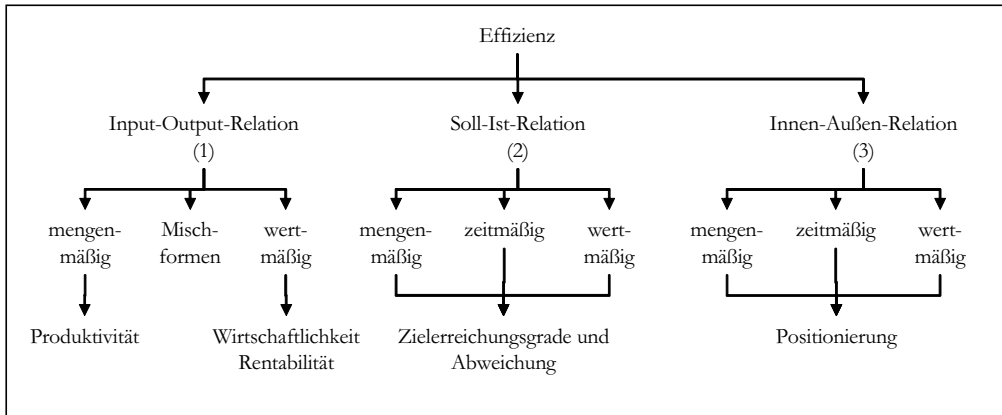 Effizienz
Input-Output-Relation
(1)
Soll-Ist-Relation
(2)
Innen-Außen-Relation
(3)
mengen-
mäßig
Misch-
formen
wert-
mäßig
mengen-
mäßig
zeitmäßig
wert-
mäßig
mengen-
mäßig
zeitmäßig
wert-
mäßig
Produktivität
Wirtschaftlichkeit
Rentabilität
Zielerreichungsgrade und
Abweichung
Positionierung